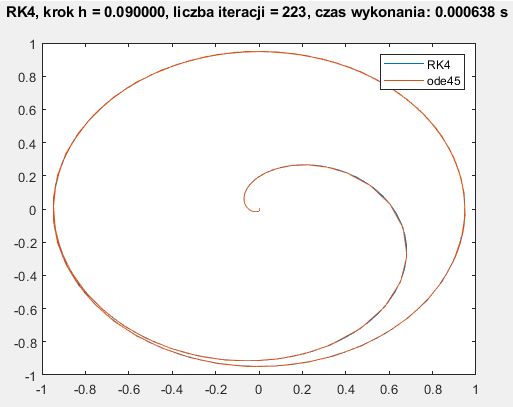 RK4, krok h = 0.090000, liczba iteracji = 223, czas wykonania: 0.000638 s
1
0.8
0.6
0.4
0.2
0
-0.2
-0.4
-0.6
-0.8
-1
-1 -0.8 -0.6 -0.4 -0.2 0 0.2 0.4 0.6 0.8 1
RK4
ode45